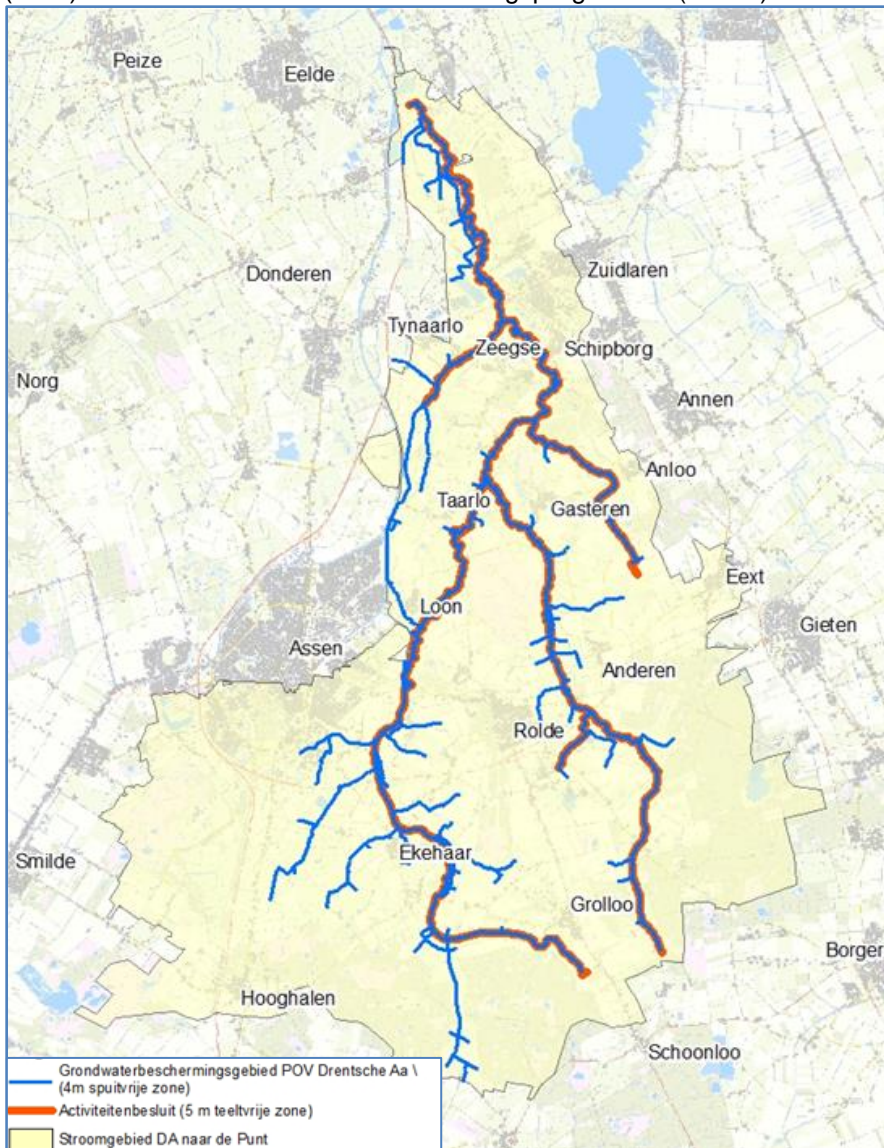 Peize
Eelde
Donderen
Zuidlaren
Tynaarlo
Zeegse
Schipborg
Norg
Annen
Anloo
Taarlo
Gasteren
Eext
Loon
Gieten
Assen
Anderen
Rolde
Smilde
Ekehaar
Grolloo
Borger
Hooghalen
Schoonloo
Grondwaterbeschermingsgebied POV Drentsche Aa \
(4m spuitvrije zone)
Activiteitenbesluit (5 m teeltvrije zone)
Stroomgebied DA naar de Punt